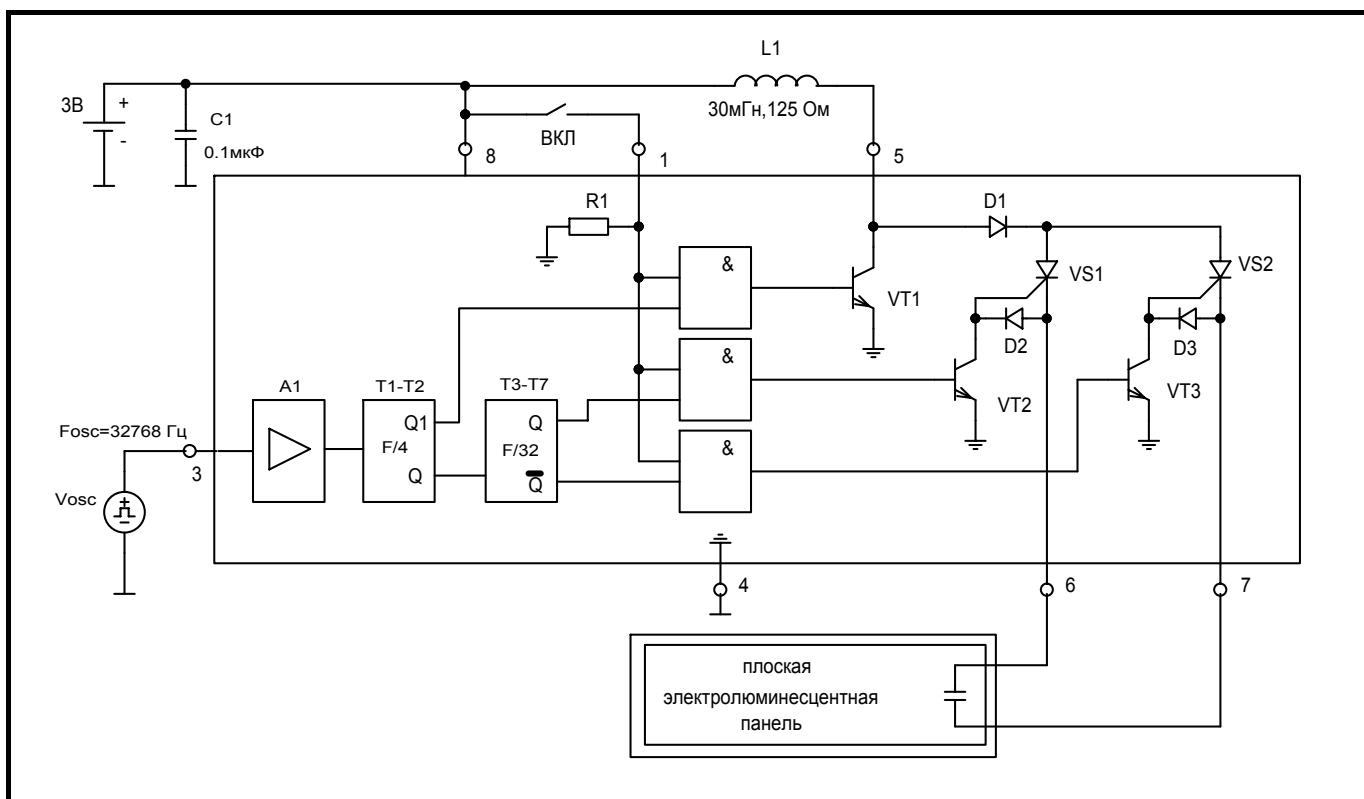 L1
3В
+
-
C1
0.1мкФ
30мГн,125 Ом
ВКЛ
8
1
5
R1
D1
&
VS1
VS2
VT1
D2
D3
&
VT2
VT3
A1
T1-T2
T3-T7
Q1
F/4
Q
Q
F/32
Q̅
&
Fosc=32768 Гц
3
Vosc
4
6
7
плоская
электролюминесцентная
панель